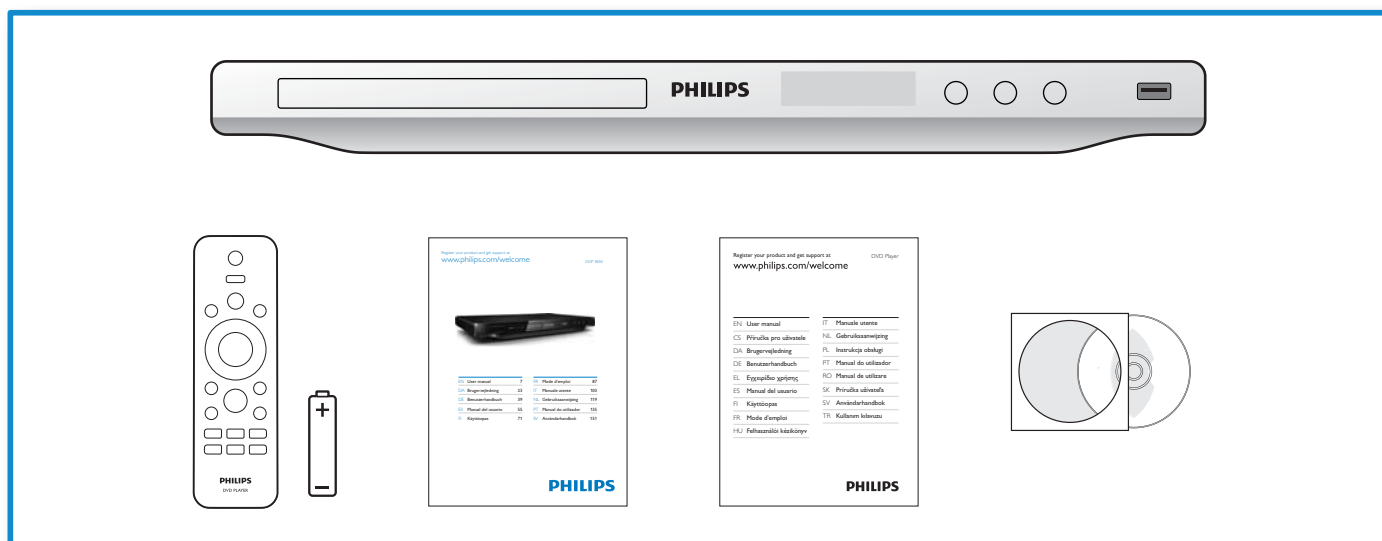 PHILIPS
+
−
PHILIPS
DVD PLAYER
Register your product and get support at
www.philips.com/welcome
EN User manual 7
DA Brugervejledning 23
DE Benutzerhandbuch 39
ES Manual del usuario 55
FI Käyttöopas 71
FR Mode d'emploi 87
IT Manuale utente 103
NL Gebruiksaanwijzing 119
PT Manual do utilizador 135
SV Användarhandbok 151
PHILIPS
Register your product and get support at
www.philips.com/welcome
DVD Player
EN User manual
CS Příručka pro uživatele
DA Brugervejledning
DE Benutzerhandbuch
EL Εγχειρίδιο χρήσης
ES Manual del usuario
FI Käyttöopas
FR Mode d'emploi
HU Felhasználói kézikönyv
IT Manuale utente
NL Gebruiksaanwijzing
PL Instrukcja obsługi
PT Manual do utilizador
RO Manual de utilizare
SK Príručka užívateľa
SV Användarhandbok
TR Kullanım kılavuzu
PHILIPS